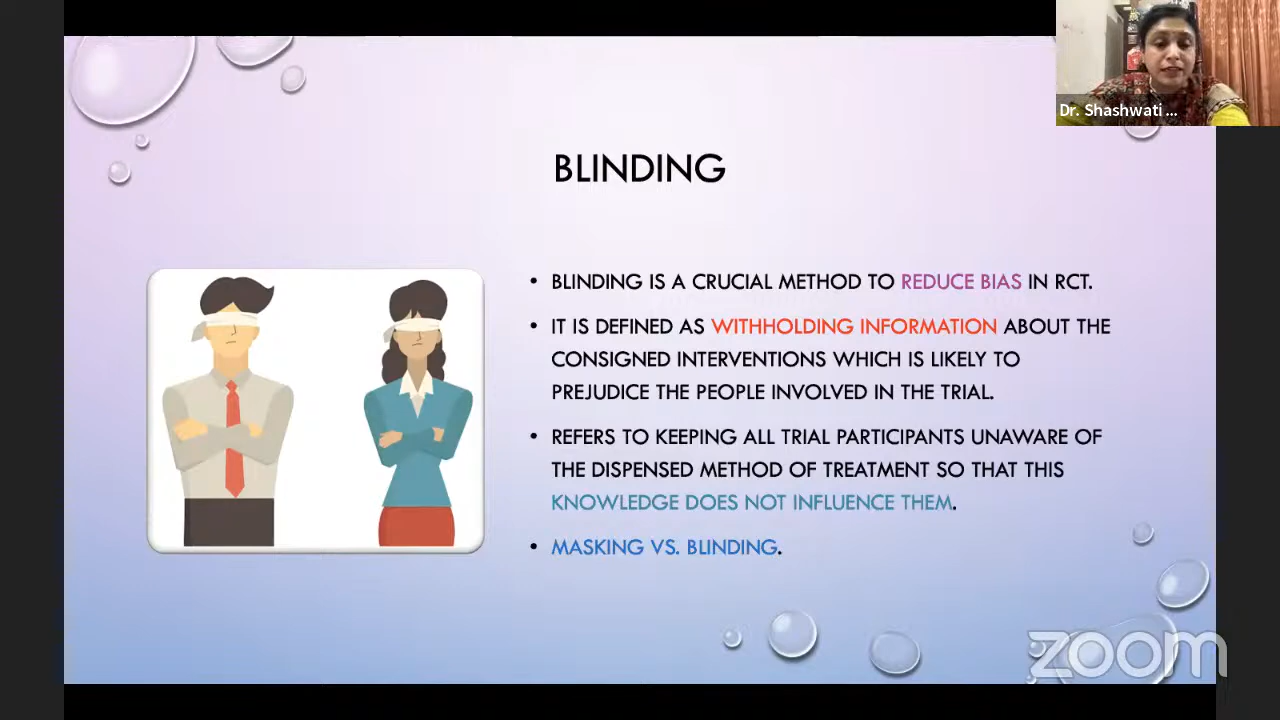 Dr. Shashwati ...
BLINDING
• BLINDING IS A CRUCIAL METHOD TO REDUCE BIAS IN RCT.
• IT IS DEFINED AS WITHHOLDING INFORMATION ABOUT THE
CONSIGNED INTERVENTIONS WHICH IS LIKELY TO
PREJUDICE THE PEOPLE INVOLVED IN THE TRIAL.
• REFERS TO KEEPING ALL TRIAL PARTICIPANTS UNAWARE OF
THE DISPENSED METHOD OF TREATMENT SO THAT THIS
KNOWLEDGE DOES NOT INFLUENCE THEM.
• MASKING VS. BLINDING.
zoom